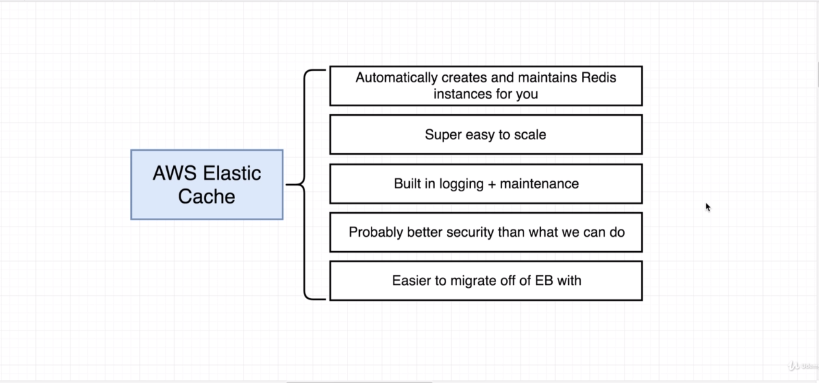 AWS Elastic
Cache
Automatically creates and maintains Redis
instances for you
Super easy to scale
Built in logging + maintenance
Probably better security than what we can do
Easier to migrate off of EB with